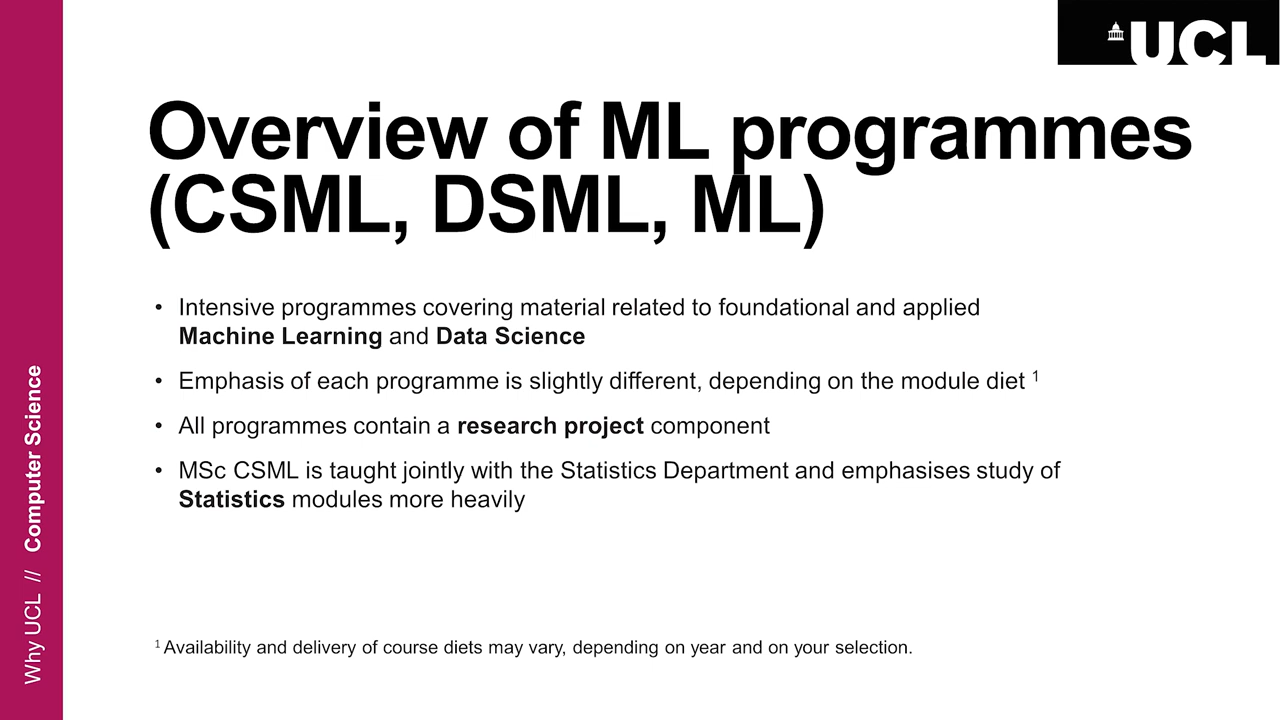 UCL
Overview of ML programmes
(CSML, DSML, ML)
• Intensive programmes covering material related to foundational and applied
Machine Learning and Data Science
• Emphasis of each programme is slightly different, depending on the module diet ¹
• All programmes contain a research project component
• MSc CSML is taught jointly with the Statistics Department and emphasises study of
Statistics modules more heavily
¹ Availability and delivery of course diets may vary, depending on year and on your selection.
Why UCL // Computer Science